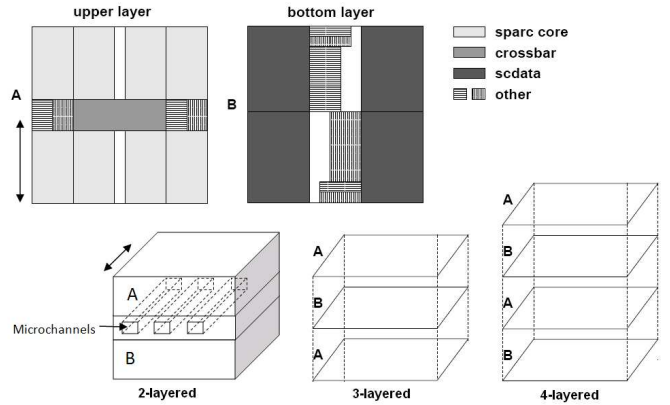 upper layer
bottom layer
sparc core
crossbar
scdata
other
A
B
A
B
A
B
A
B
A
B
A
B
Microchannels
2-layered
3-layered
4-layered